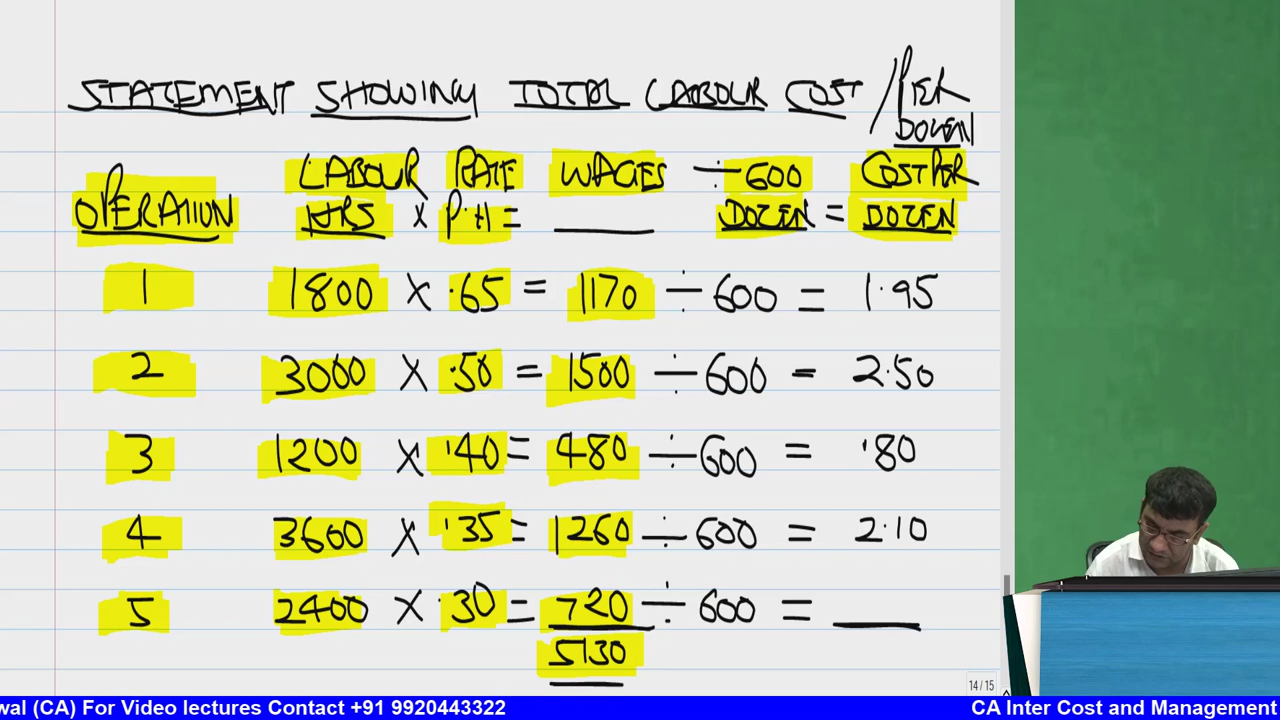 STATEMENT SHOWING TOTAL LABOUR COST / PER DOZEN
OPERATION LABOUR HRS × RATE P.H = WAGES ÷ 600 DOZEN = COST PER DOZEN
1 1800 × .65 = 1170 ÷ 600 = 1.95
2 3000 × .50 = 1500 ÷ 600 = 2.50
3 1200 × .40 = 480 ÷ 600 = .80
4 3600 × .35 = 1260 ÷ 600 = 2.10
5 2400 × .30 = 720 ÷ 600 =
5130
14 / 15
wal (CA) For Video lectures Contact +91 9920443322 CA Inter Cost and Management